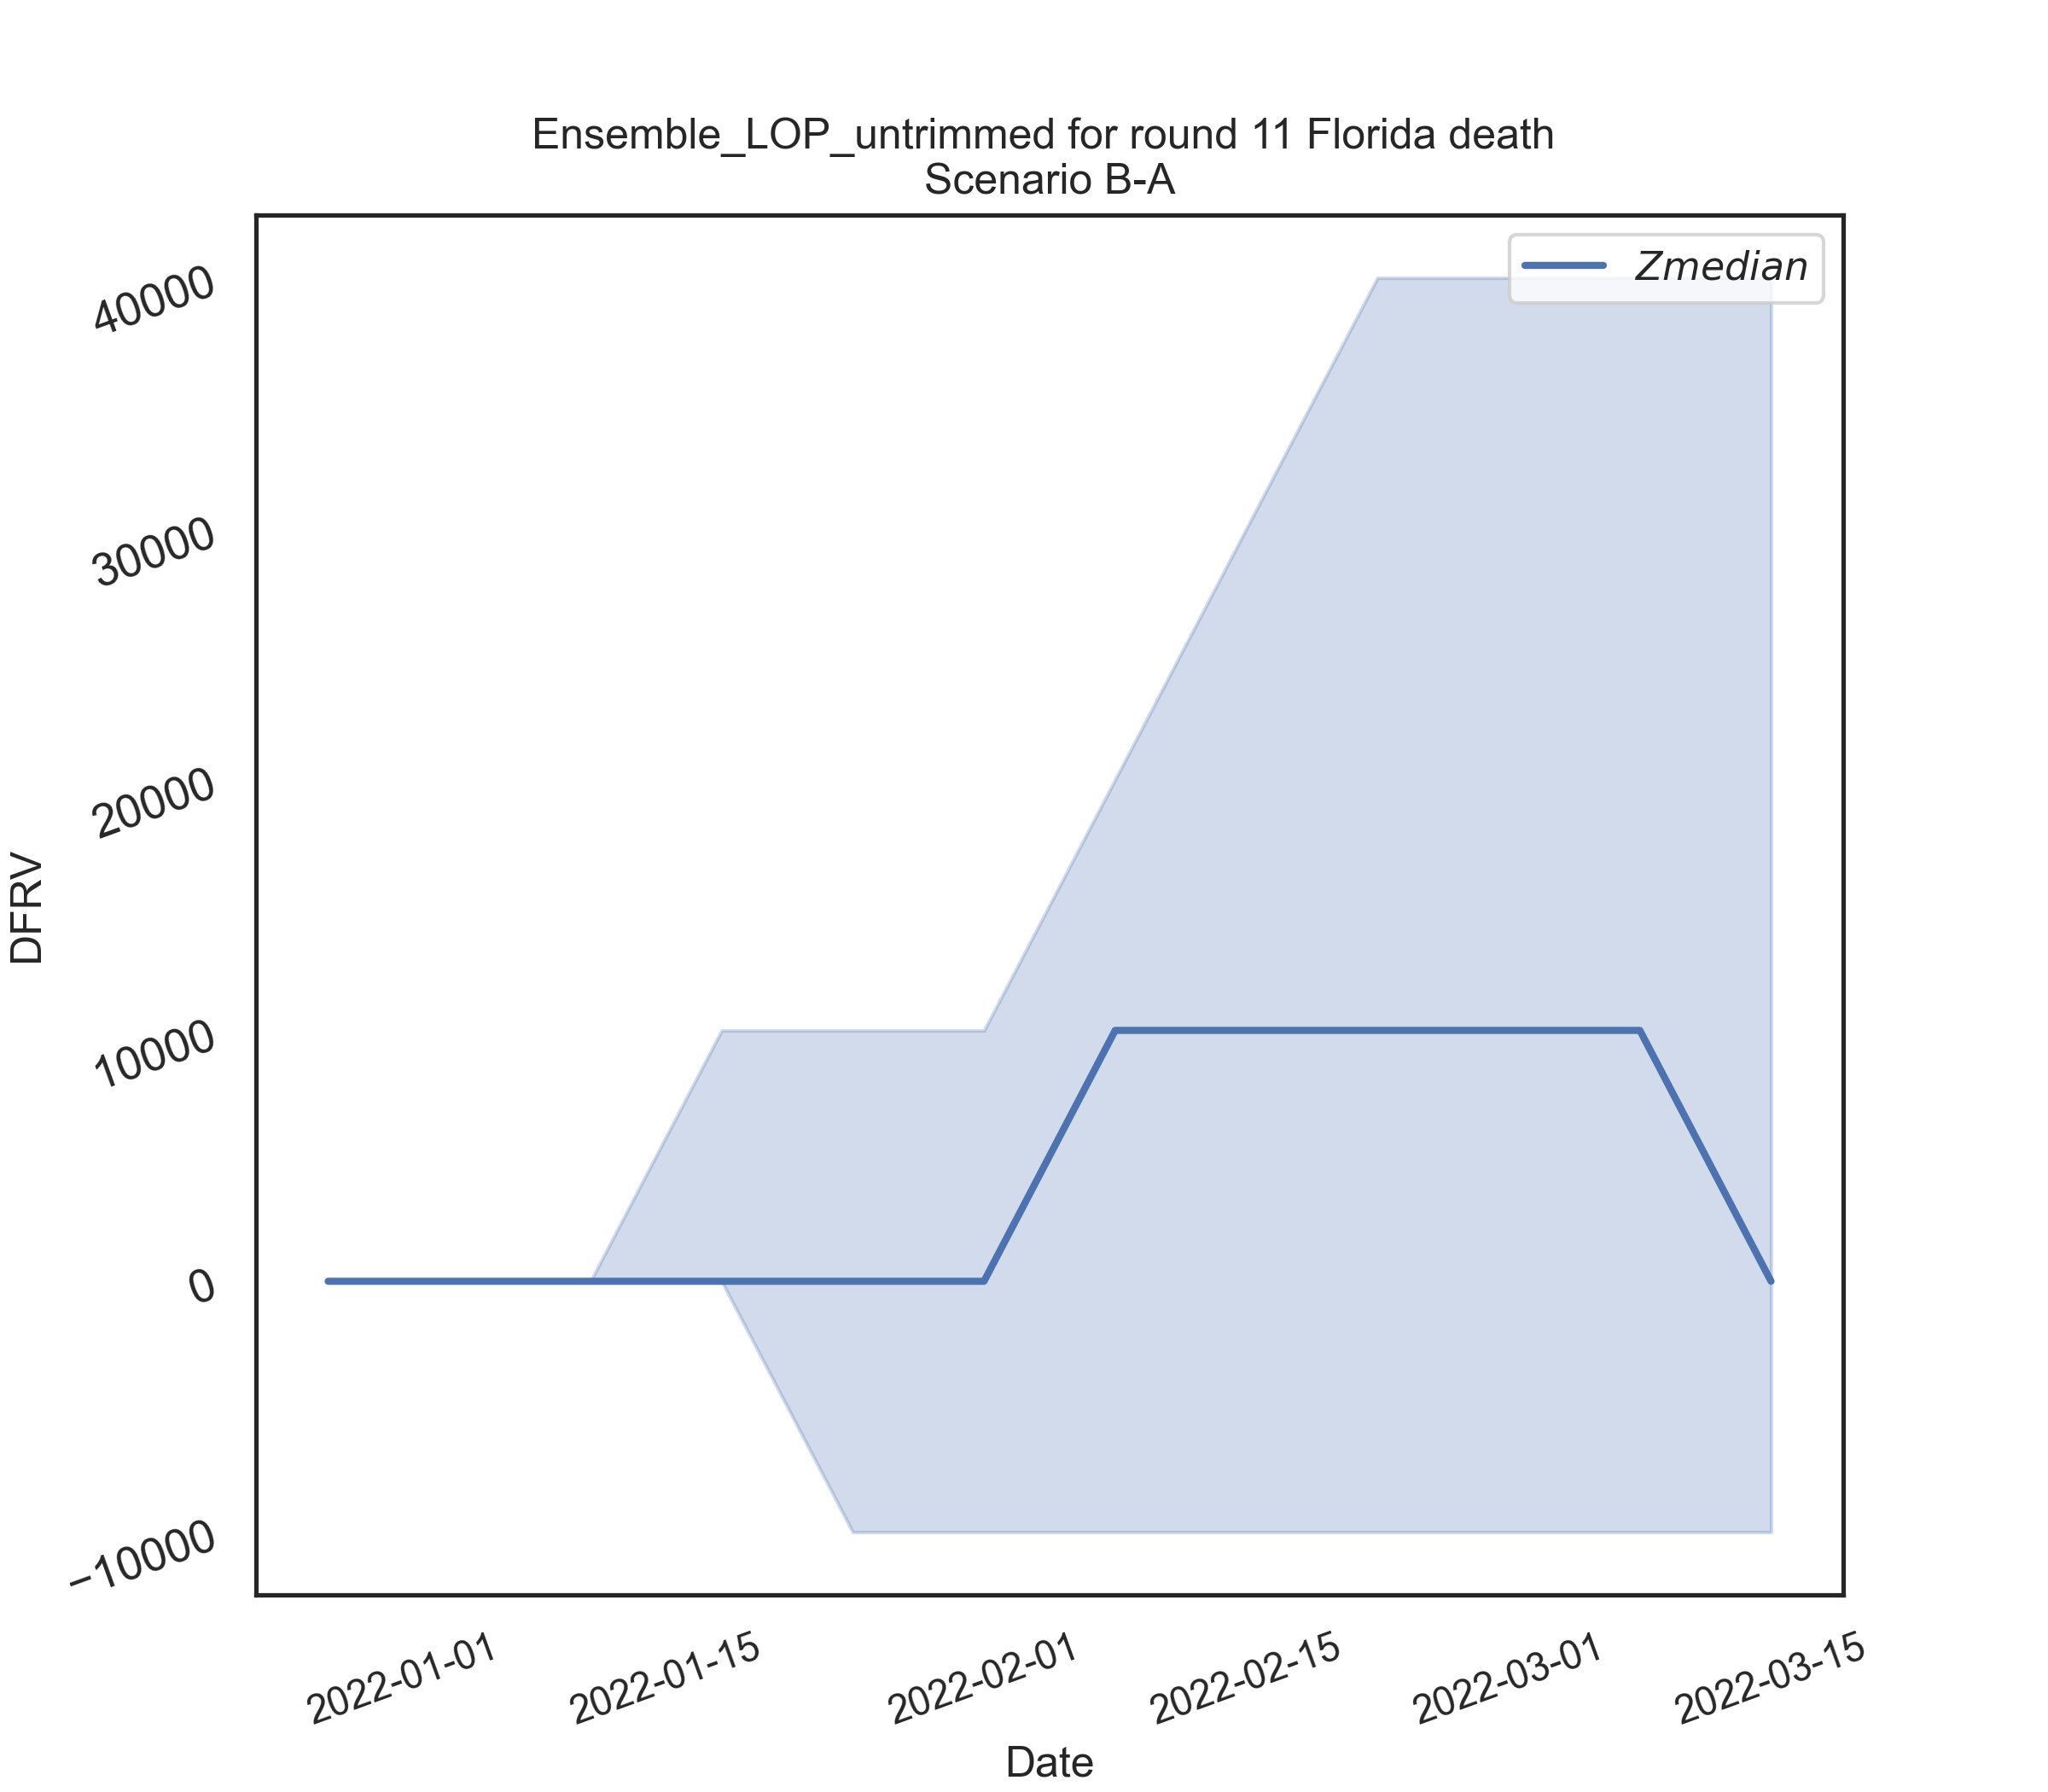 Ensemble_LOP_untrimmed for round 11 Florida death
Scenario B-A
Zmedian
40000
30000
20000
10000
0
−10000
DFRV
2022-01-01
2022-01-15
2022-02-01
2022-02-15
2022-03-01
2022-03-15
Date